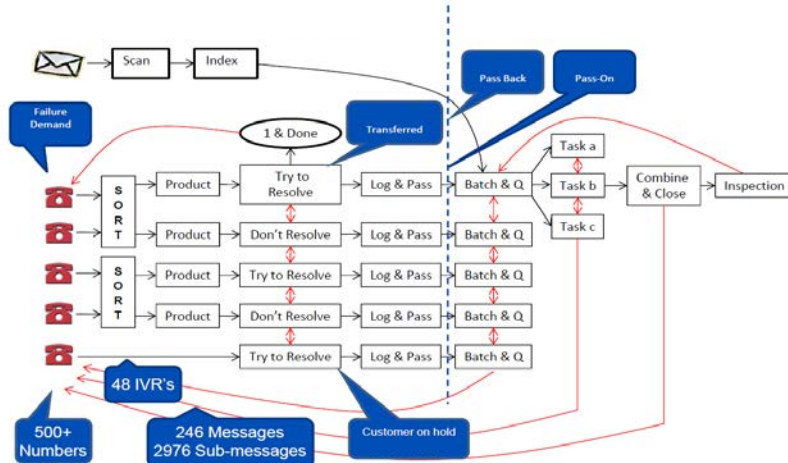 Scan
Index
Pass Back
Pass-On
Failure
Demand
1 & Done
Transferred
Task a
SORT
Product
Try to
Resolve
Log & Pass
Batch & Q
Task b
Combine
& Close
Inspection
Task c
Product
Don't Resolve
Log & Pass
Batch & Q
SORT
Product
Try to Resolve
Log & Pass
Batch & Q
Product
Don't Resolve
Log & Pass
Batch & Q
Try to Resolve
Log & Pass
Batch & Q
48 IVR's
500+
Numbers
246 Messages
2976 Sub-messages
Customer on hold